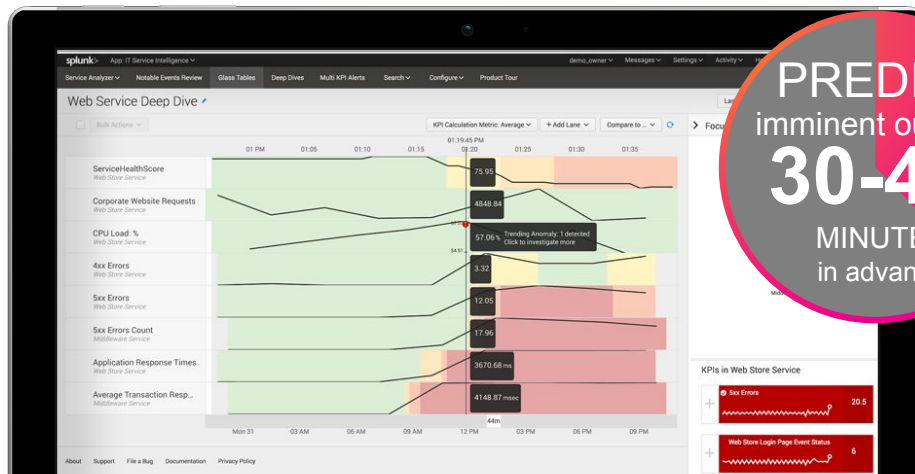 splunk> App: IT Service Intelligence
demo_owner Messages Settings Activity
Service Analyzer Notable Events Review Glass Tables Deep Dives Multi KPI Alerts Search Configure Product Tour
Web Service Deep Dive
Bulk Actions
KPI Calculation Metric: Average + Add Lane Compare to ...
01:19:45 PM
01 PM 01:05 01:10 01:15 01:20 01:25 01:30 01:35
ServiceHealthScore
Web Store Service
75.95
Corporate Website Requests
Web Store Service
4848.84
CPU Load: %
Web Store Service
57.06 % Trending Anomaly: 1 detected
Click to investigate more
54.51
4xx Errors
Web Store Service
3.32
5xx Errors
Web Store Service
12.05
5xx Errors Count
Middleware Service
17.96
Application Response Times
Web Store Service
3670.68 ms
Average Transaction Resp...
Middleware Service
4148.87 msec
44m
Mon 31 03 AM 06 AM 09 AM 12 PM 03 PM 06 PM 09 PM
About Support File a Bug Documentation Privacy Policy
PREDI
imminent ou
30-4
MINUTE
in advan
KPIs in Web Store Service
5xx Errors
20.5
Web Store Login Page Event Status
6